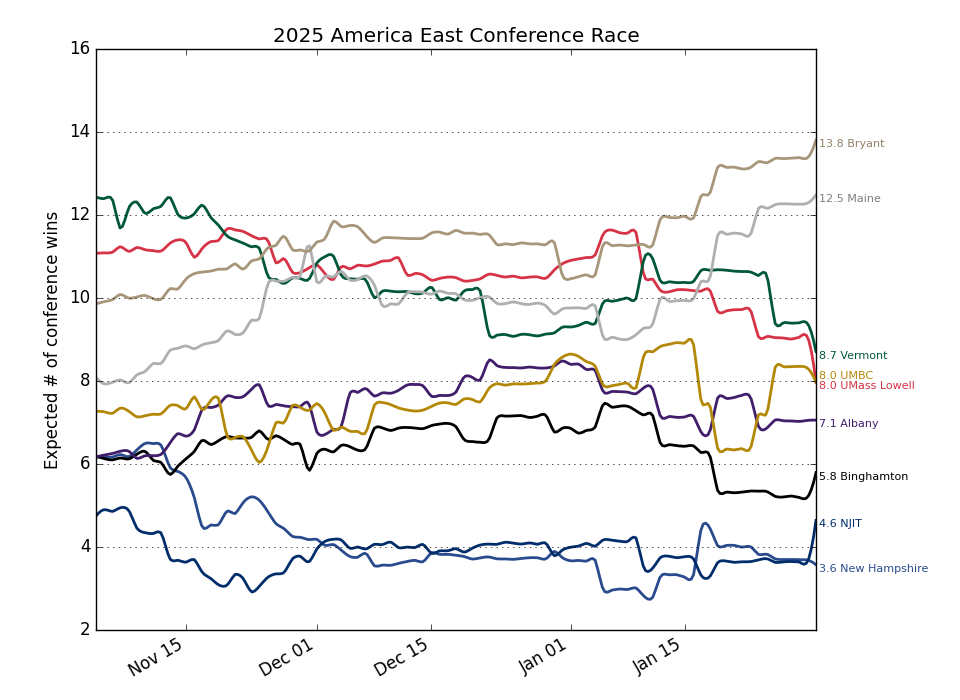 2025 America East Conference Race
Expected # of conference wins
16
14
12
10
8
6
4
2
13.8 Bryant
12.5 Maine
8.7 Vermont
8.0 UMBC
8.0 UMass Lowell
7.1 Albany
5.8 Binghamton
4.6 NJIT
3.6 New Hampshire
Nov 15
Dec 01
Dec 15
Jan 01
Jan 15